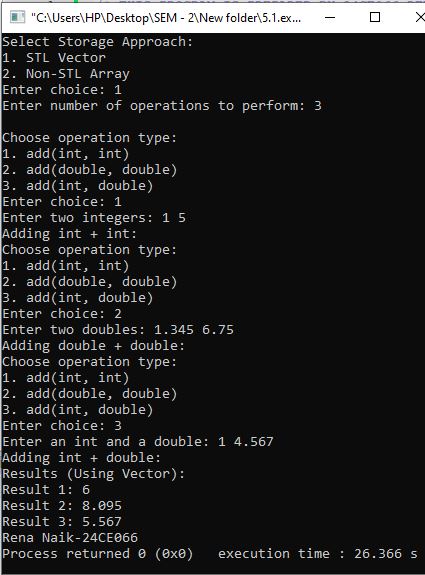 "C:\Users\HP\Desktop\SEM - 2\New folder\5.1.ex...
Select Storage Approach:
1. STL Vector
2. Non-STL Array
Enter choice: 1
Enter number of operations to perform: 3
Choose operation type:
1. add(int, int)
2. add(double, double)
3. add(int, double)
Enter choice: 1
Enter two integers: 1 5
Adding int + int:
Choose operation type:
1. add(int, int)
2. add(double, double)
3. add(int, double)
Enter choice: 2
Enter two doubles: 1.345 6.75
Adding double + double:
Choose operation type:
1. add(int, int)
2. add(double, double)
3. add(int, double)
Enter choice: 3
Enter an int and a double: 1 4.567
Adding int + double:
Results (Using Vector):
Result 1: 6
Result 2: 8.095
Result 3: 5.567
Rena Naik-24CE066
Process returned 0 (0x0)   execution time : 26.366 s